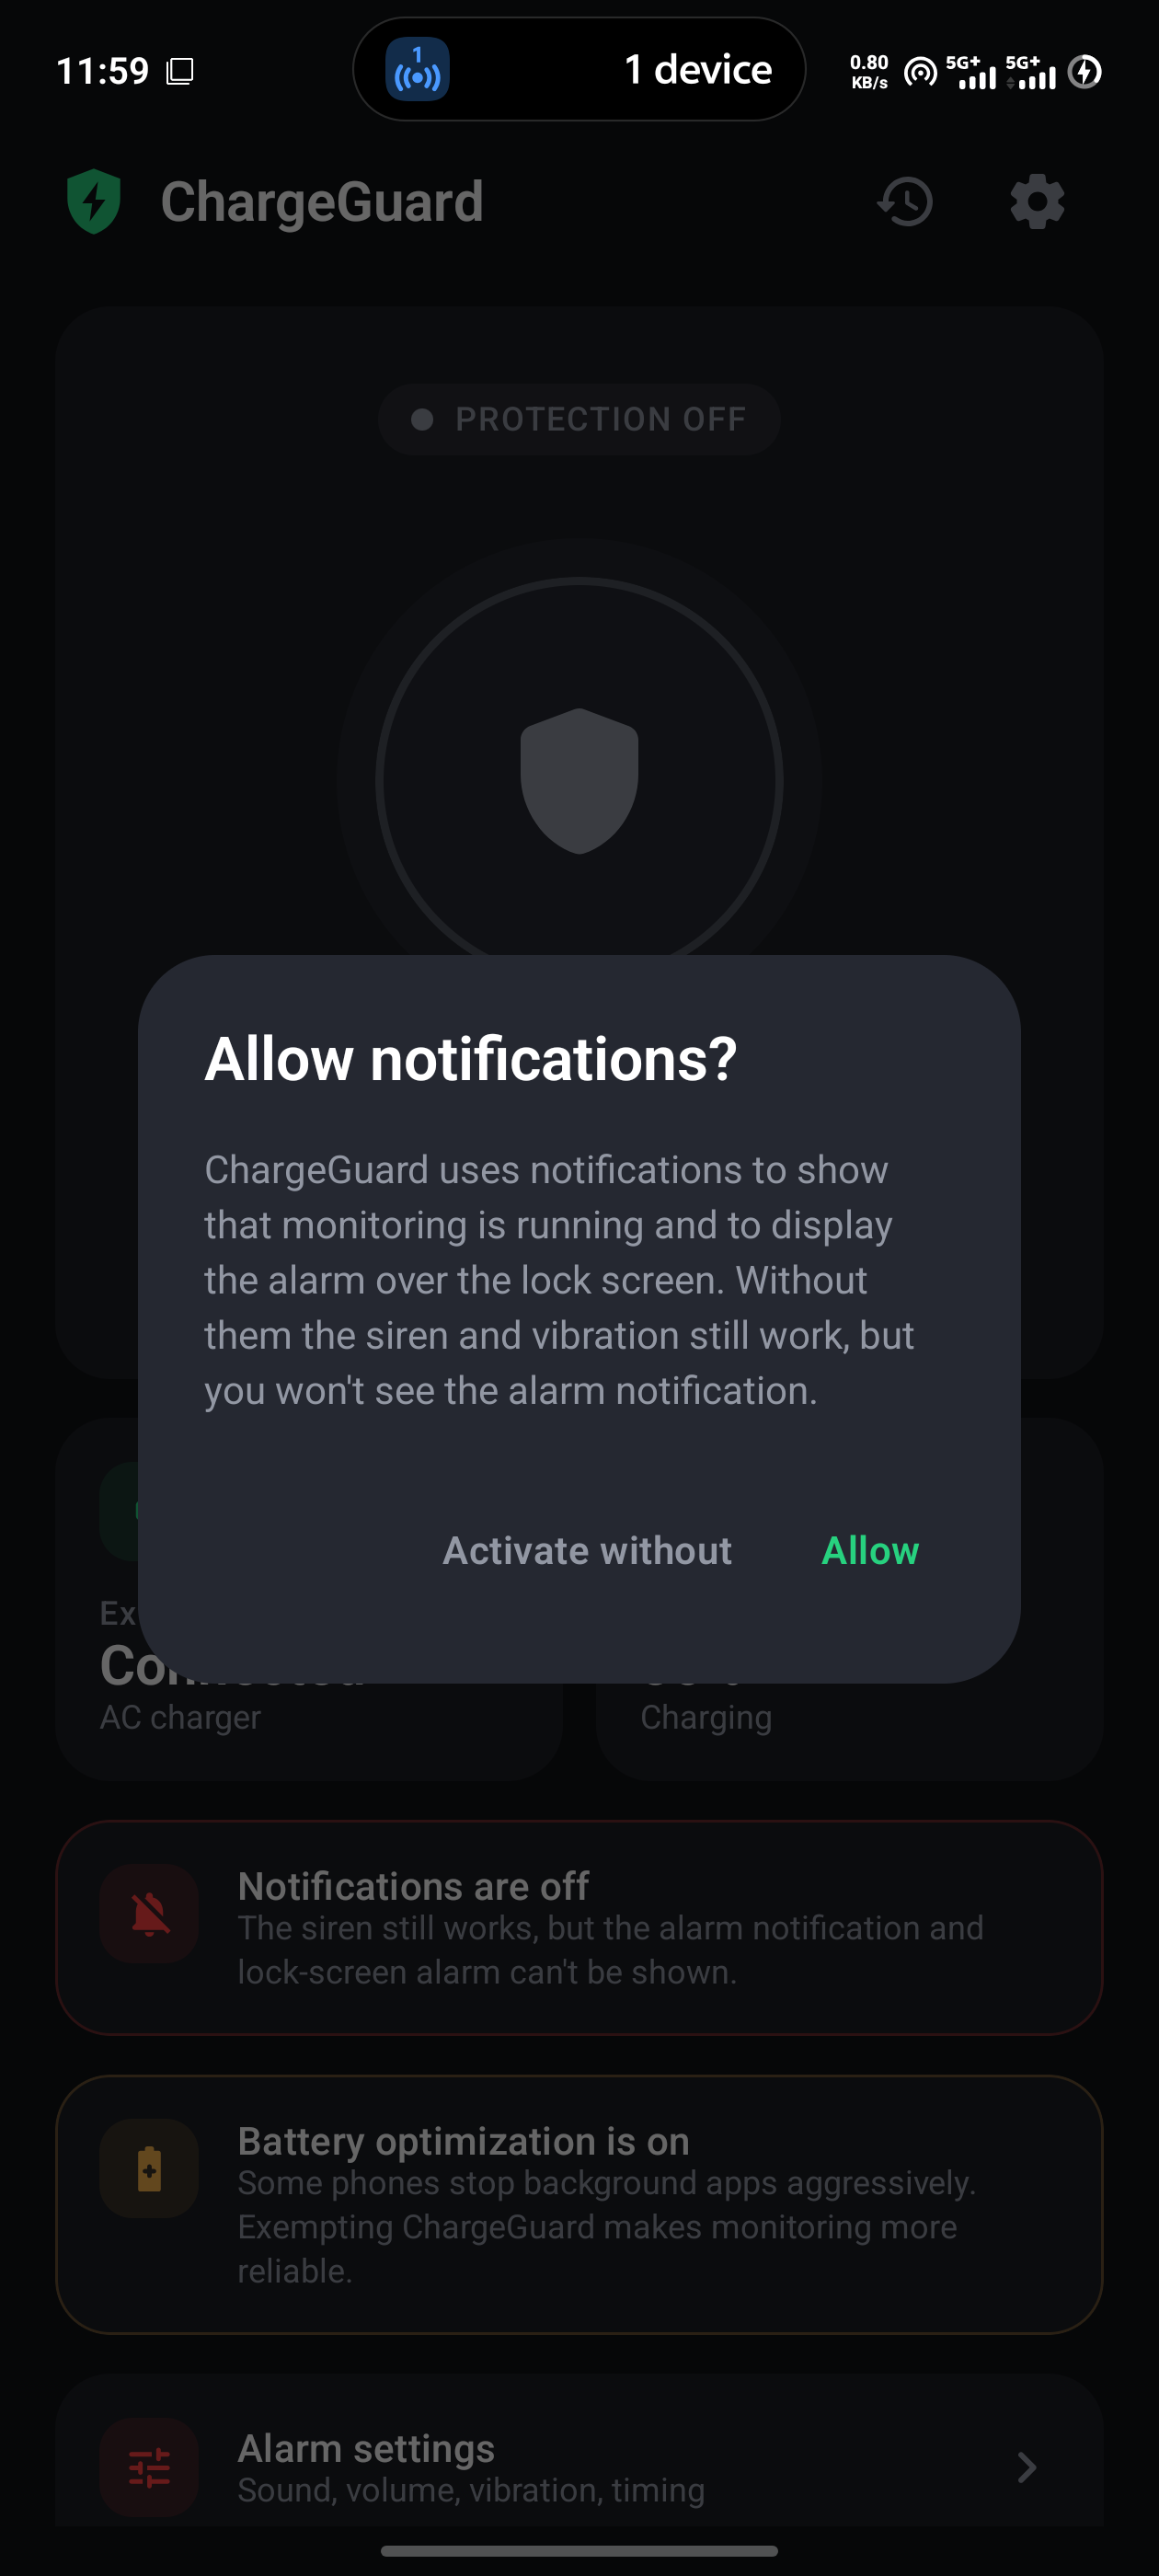 11:59
1
1 device
0.80
KB/s
5G+
5G+
ChargeGuard
PROTECTION OFF
Allow notifications?
ChargeGuard uses notifications to show
that monitoring is running and to display
the alarm over the lock screen. Without
them the siren and vibration still work, but
you won't see the alarm notification.
Activate without
Allow
AC charger
Charging
Notifications are off
The siren still works, but the alarm notification and
lock-screen alarm can't be shown.
Battery optimization is on
Some phones stop background apps aggressively.
Exempting ChargeGuard makes monitoring more
reliable.
Alarm settings
Sound, volume, vibration, timing